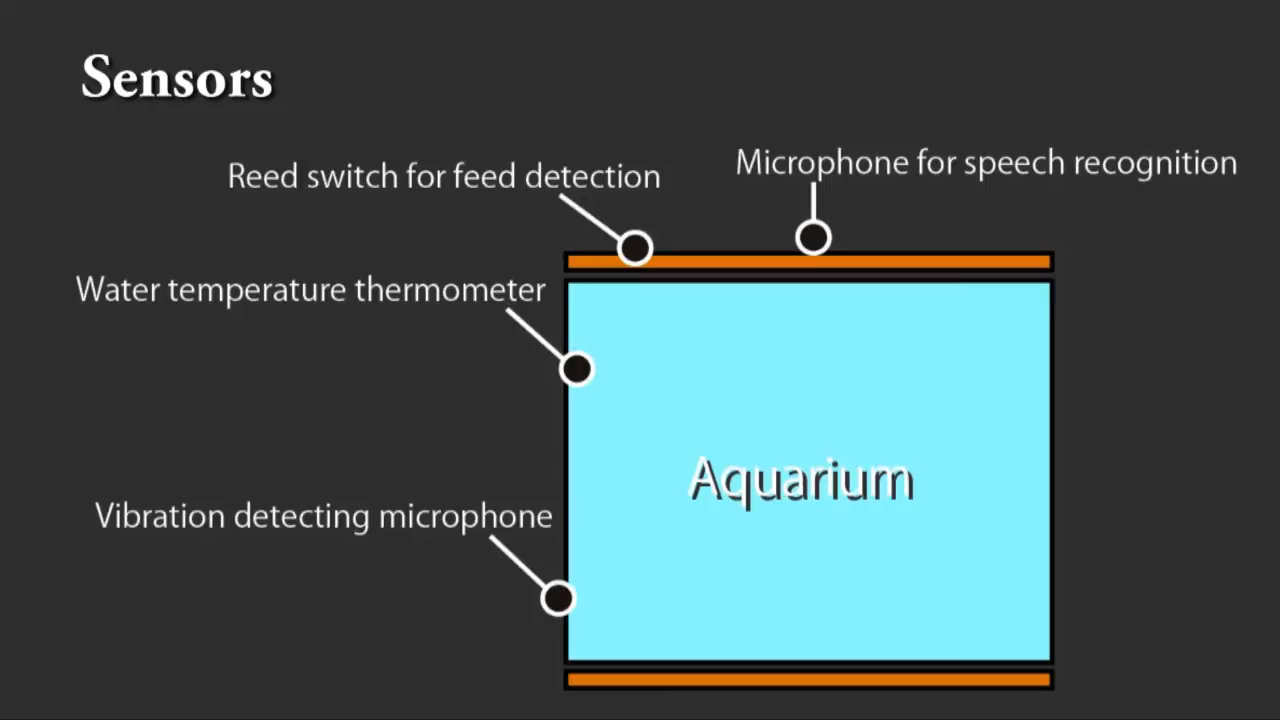 Sensors
Reed switch for feed detection
Microphone for speech recognition
Water temperature thermometer
Aquarium
Vibration detecting microphone